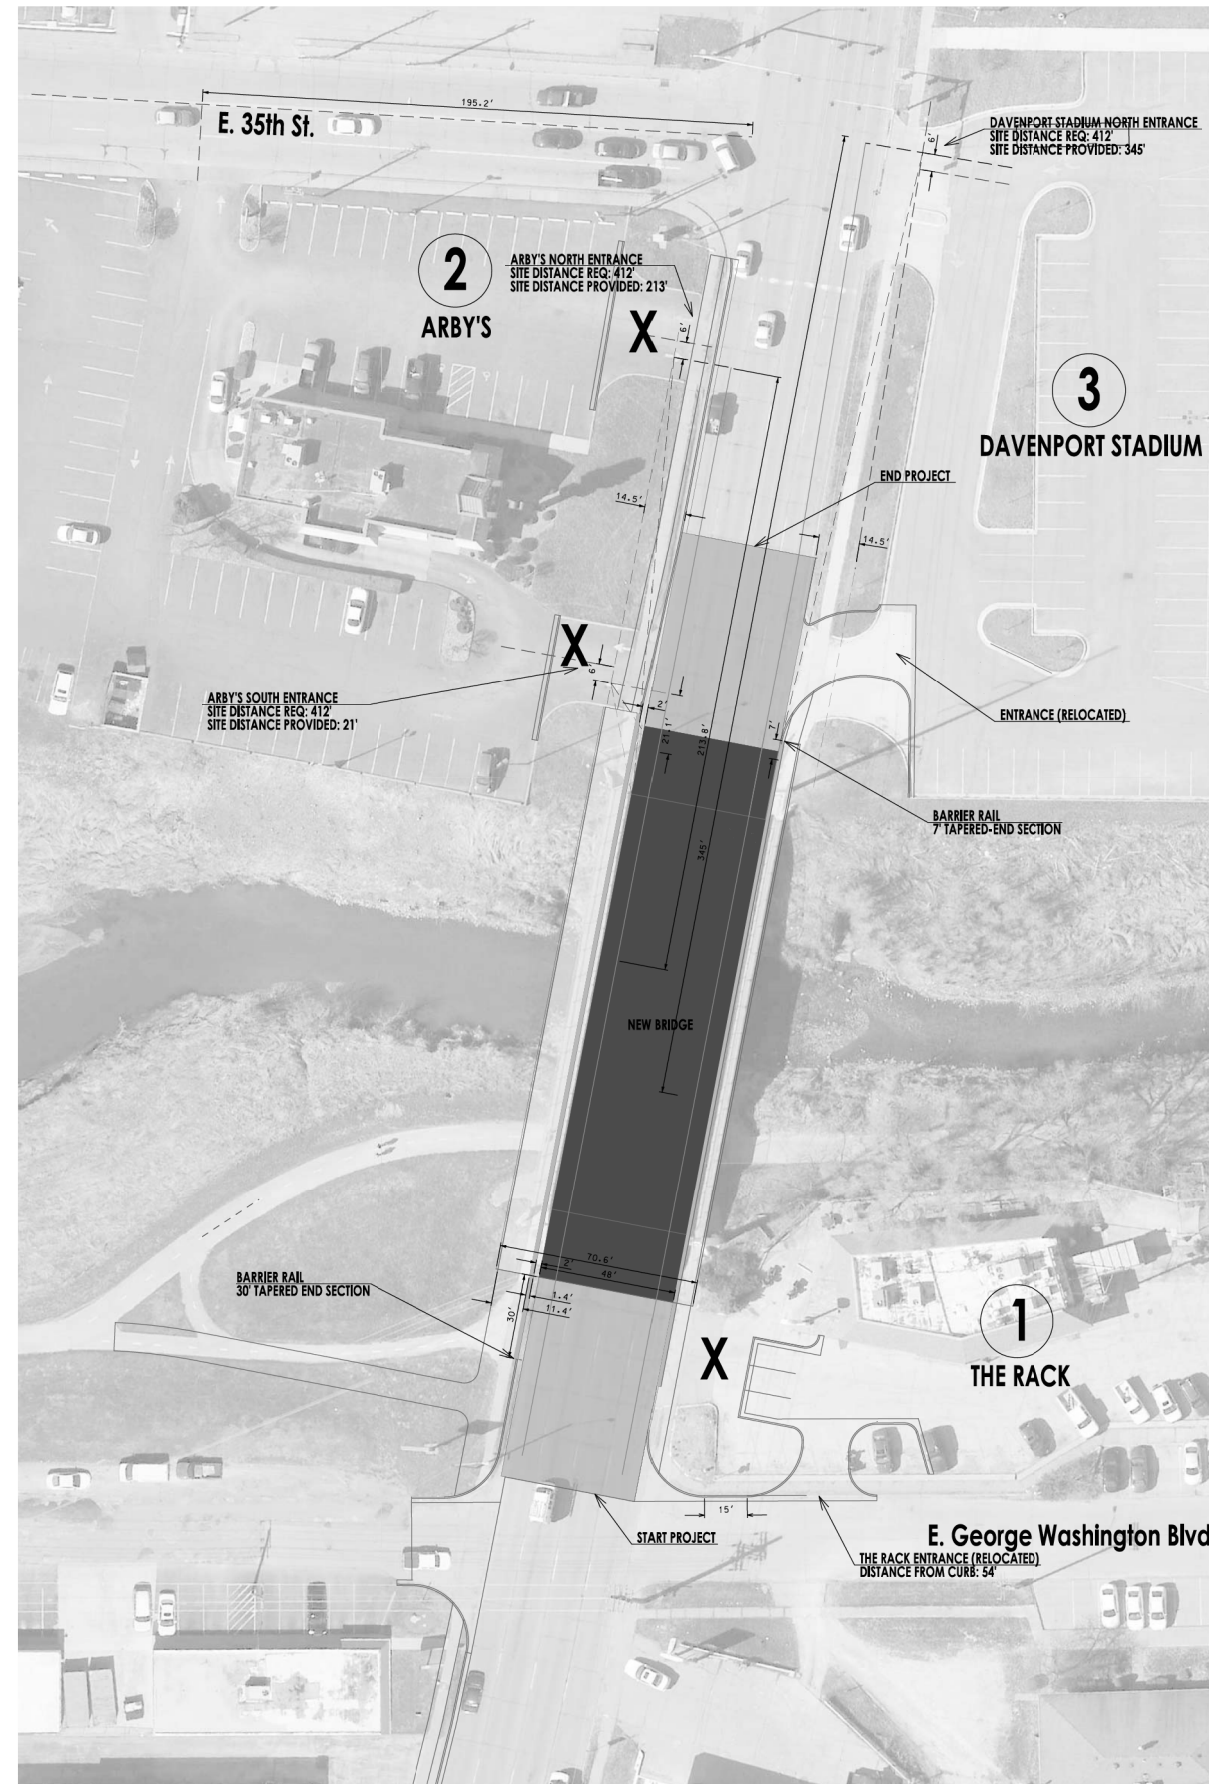 195.2'
E. 35th St.
DAVENPORT STADIUM NORTH ENTRANCE
SITE DISTANCE REQ: 412'
SITE DISTANCE PROVIDED: 345'
6'
2
ARBY'S
ARBY'S NORTH ENTRANCE
SITE DISTANCE REQ: 412'
SITE DISTANCE PROVIDED: 213'
X
6'
3
DAVENPORT STADIUM
END PROJECT
14.5'
14.5'
X
6'
ARBY'S SOUTH ENTRANCE
SITE DISTANCE REQ: 412'
SITE DISTANCE PROVIDED: 21'
2'
21.1'
213.8'
7'
ENTRANCE (RELOCATED)
BARRIER RAIL
7' TAPERED-END SECTION
345'
NEW BRIDGE
70.6'
2'
48'
BARRIER RAIL
30' TAPERED END SECTION
1.4'
11.4'
30'
X
1
THE RACK
15'
START PROJECT
E. George Washington Blvd
THE RACK ENTRANCE (RELOCATED)
DISTANCE FROM CURB: 54'